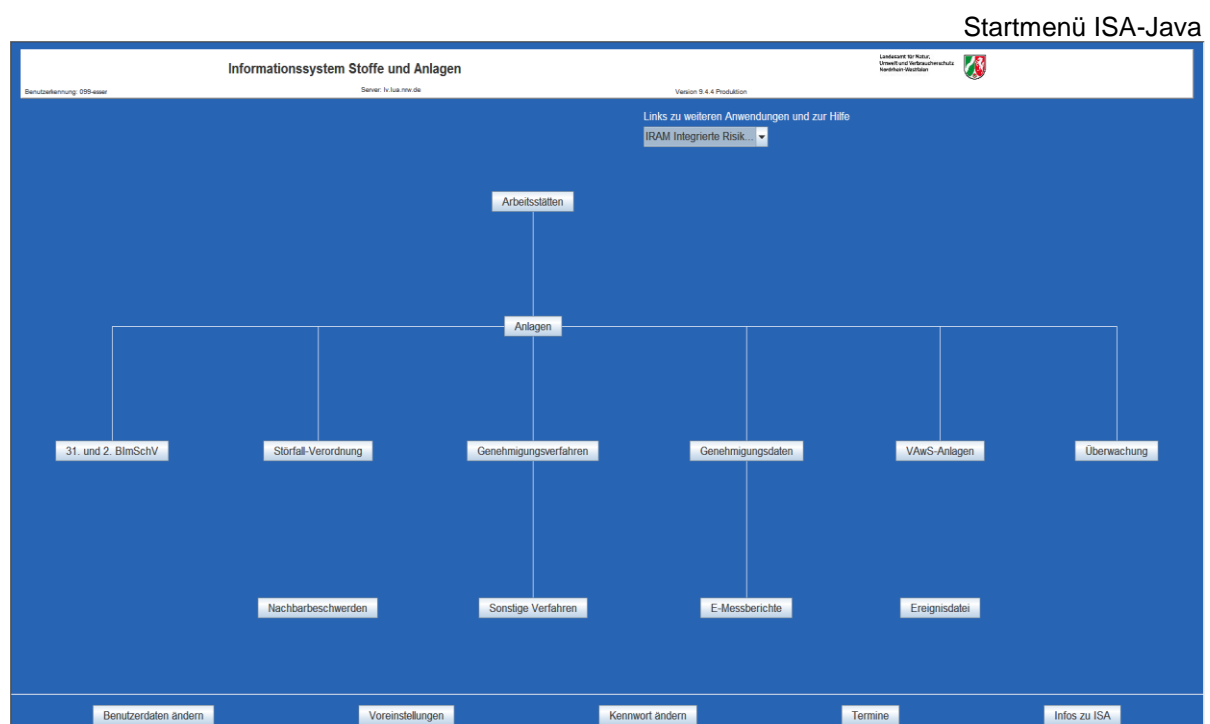 Startmenü ISA-Java
Informationssystem Stoffe und Anlagen
Landesamt für Natur,
Umwelt und Verbraucherschutz
Nordrhein-Westfalen
Benutzerkennung: 099-esser
Server: lv.lua.nrw.de
Version 9.4.4 Produktion
Links zu weiteren Anwendungen und zur Hilfe
IRAM Integrierte Risik...
Arbeitsstätten
Anlagen
31. und 2. BImSchV
Störfall-Verordnung
Genehmigungsverfahren
Genehmigungsdaten
VAwS-Anlagen
Überwachung
Nachbarbeschwerden
Sonstige Verfahren
E-Messberichte
Ereignisdatei
Benutzerdaten ändern
Voreinstellungen
Kennwort ändern
Termine
Infos zu ISA